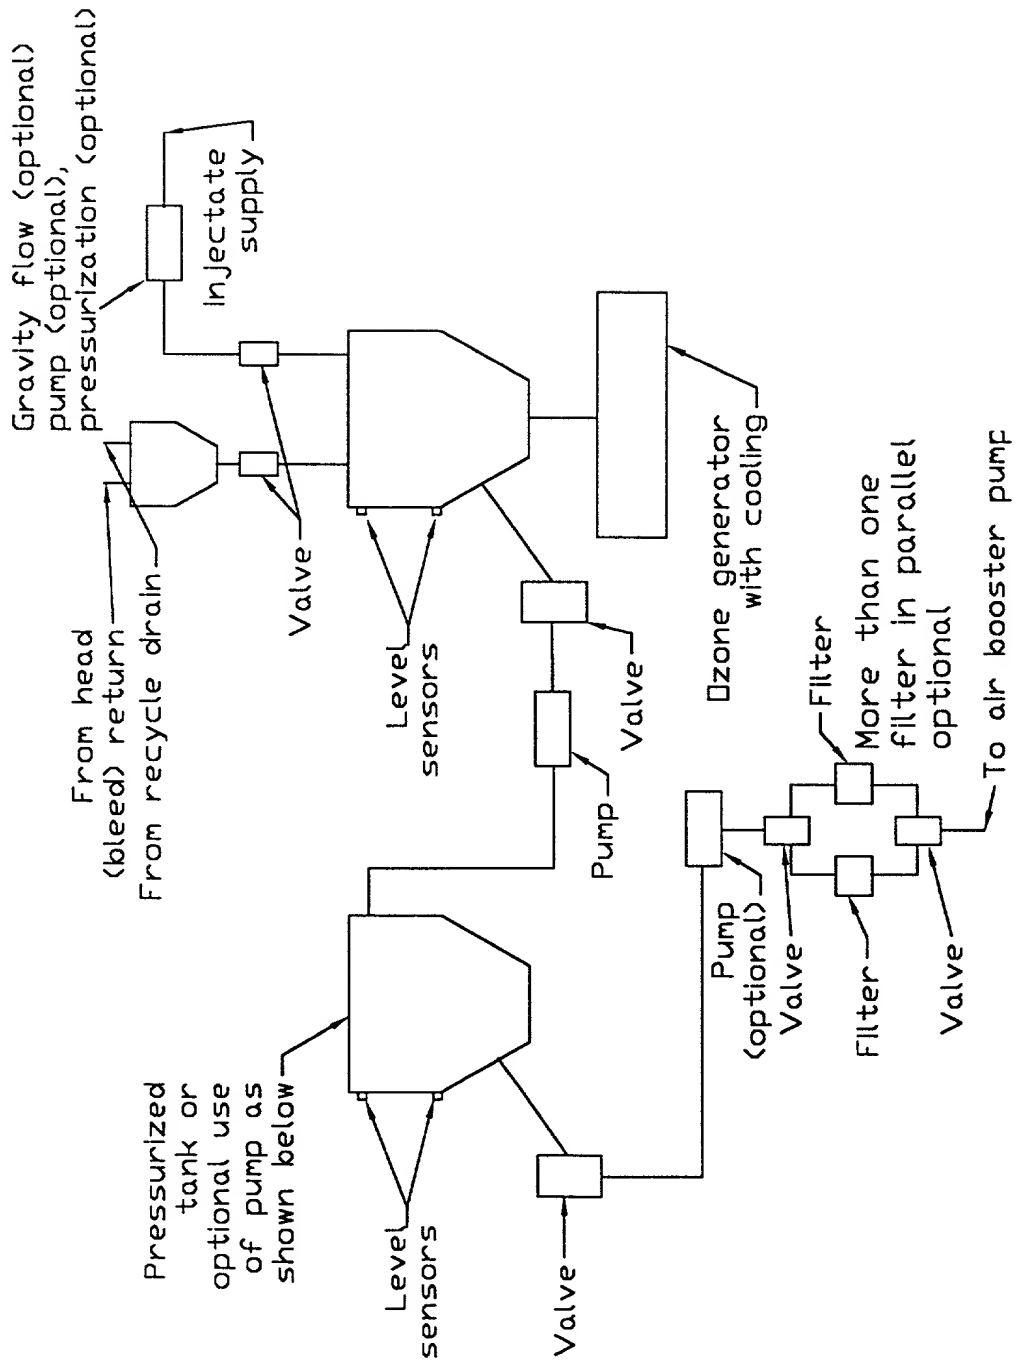 Gravity flow (optional)
pump (optional),
pressurization (optional)
From head
(bleed) return
From recycle drain
Pressurized
tank or
optional use
of pump as
shown below
Injectate
supply
Valve
Level
sensors
Level
sensors
Valve
Pump
Valve
Ozone generator
with cooling
Pump
(optional)
Valve
Filter
Filter
More than one
filter in parallel
optional
Valve
To air booster pump